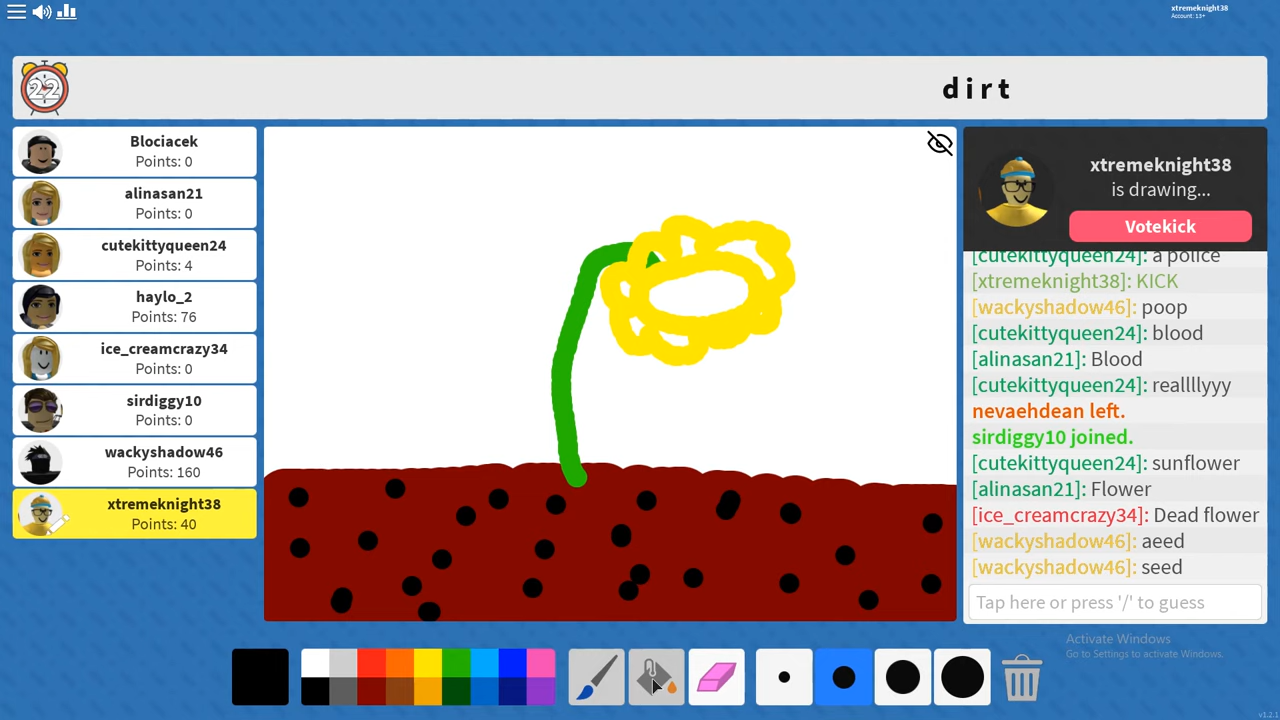 xtremeknight38
Account: 13+
22
dirt
Blociacek
Points: 0
alinasan21
Points: 0
cutekittyqueen24
Points: 4
haylo_2
Points: 76
ice_creamcrazy34
Points: 0
sirdiggy10
Points: 0
wackyshadow46
Points: 160
xtremeknight38
Points: 40
xtremeknight38
is drawing...
Votekick
[cutekittyqueen24]: a police
[xtremeknight38]: KICK
[wackyshadow46]: poop
[cutekittyqueen24]: blood
[alinasan21]: Blood
[cutekittyqueen24]: reallllyyy
nevaehdean left.
sirdiggy10 joined.
[cutekittyqueen24]: sunflower
[alinasan21]: Flower
[ice_creamcrazy34]: Dead flower
[wackyshadow46]: aeed
[wackyshadow46]: seed
Tap here or press '/' to guess
Activate Windows
Go to Settings to activate Windows.
v1.2.1